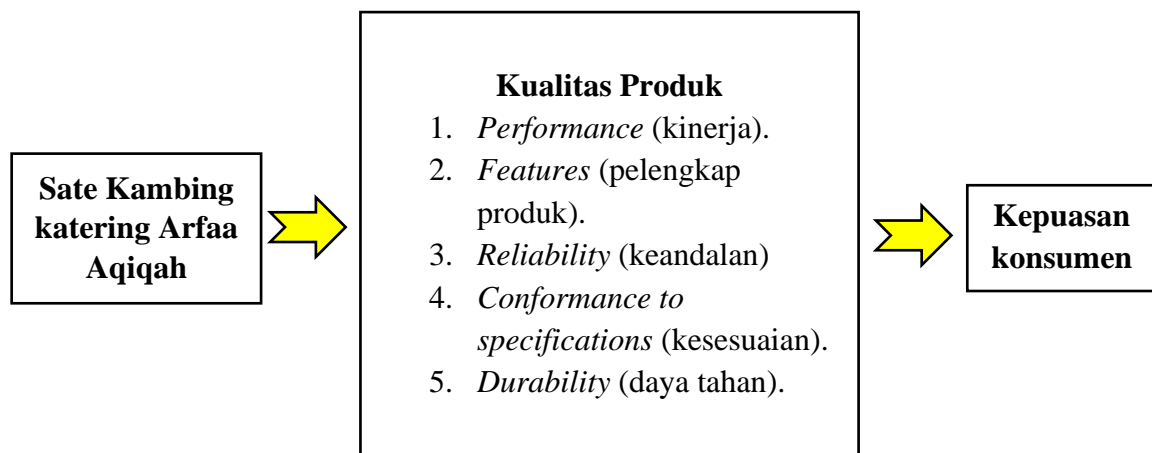 Sate Kambing
katering Arfaa
Aqiqah
Kualitas Produk
1. Performance (kinerja).
2. Features (pelengkap
produk).
3. Reliability (keandalan)
4. Conformance to
specifications (kesesuaian).
5. Durability (daya tahan).
Kepuasan
konsumen